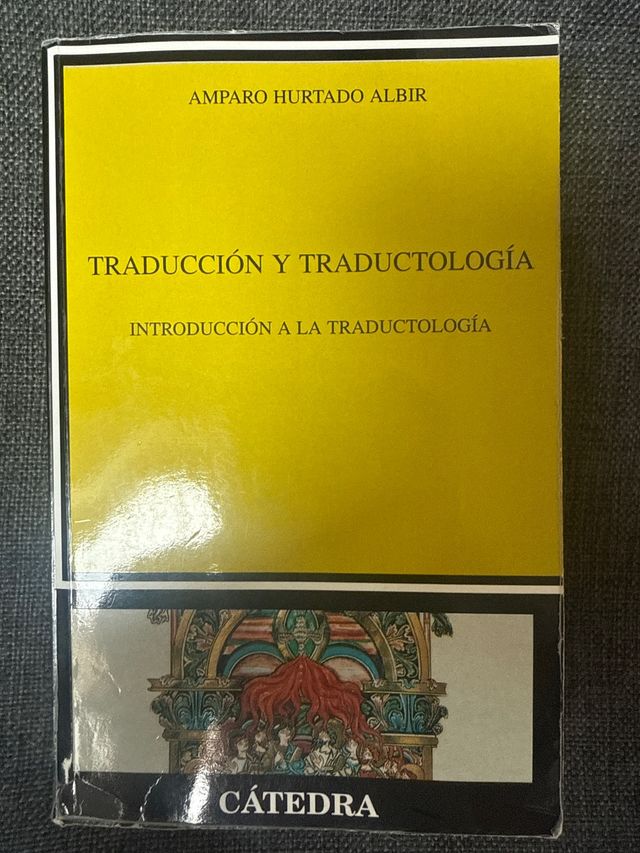 AMPARO HURTADO ALBIR
TRADUCCIÓN Y TRADUCTOLOGÍA
INTRODUCCIÓN A LA TRADUCTOLOGÍA
CÁTEDRA